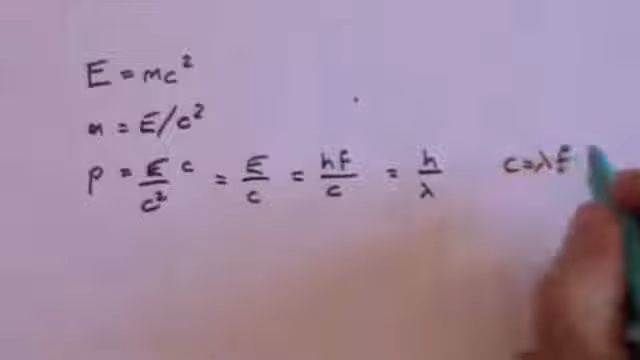 E = mc²
m = E/c²
p = E/c² c = E/c = hf/c = h/λ c=λf